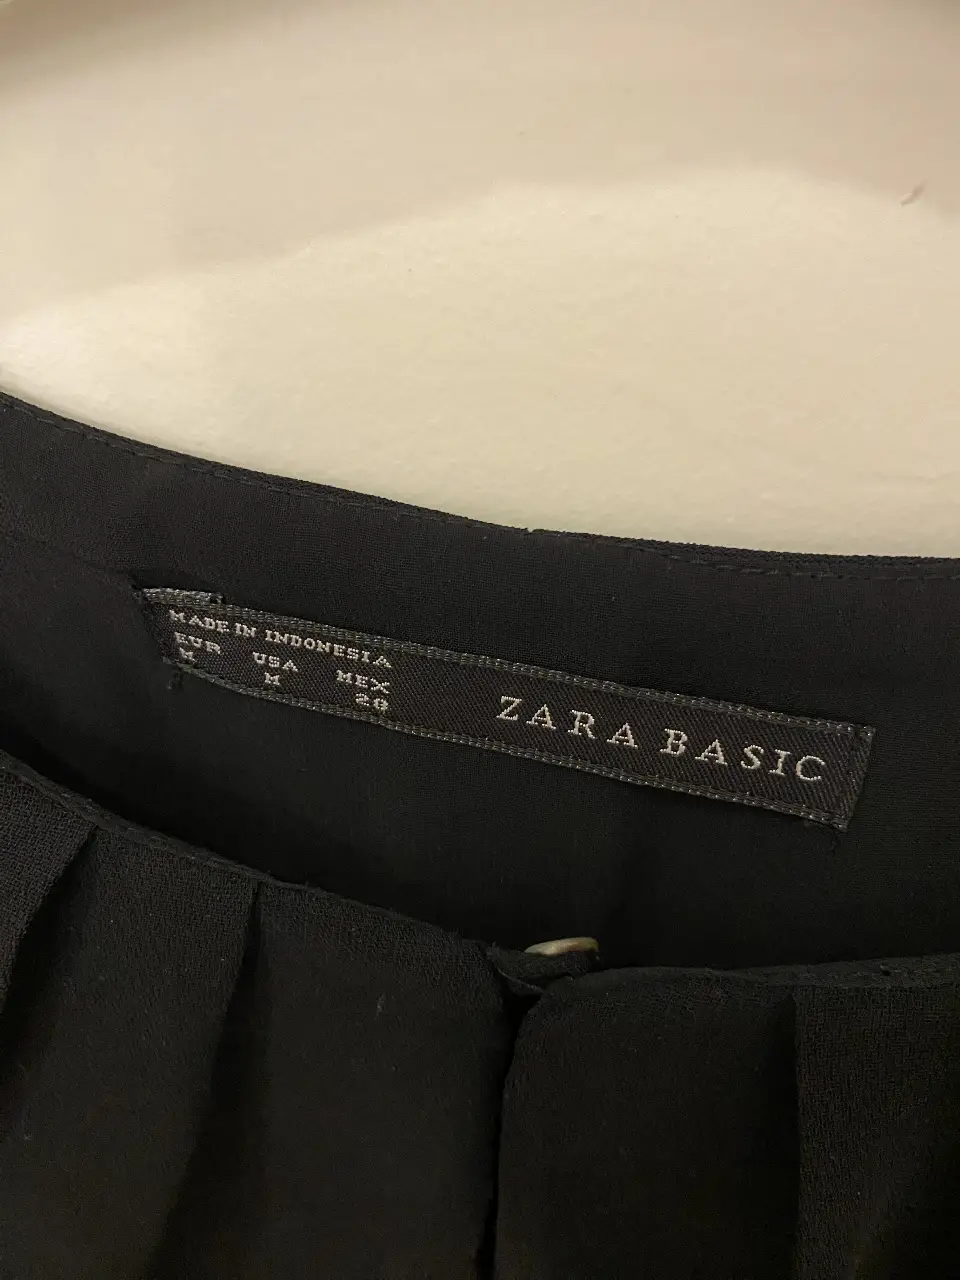 MADE IN INDONESIA
EUR USA MEX
M M 28
ZARA BASIC